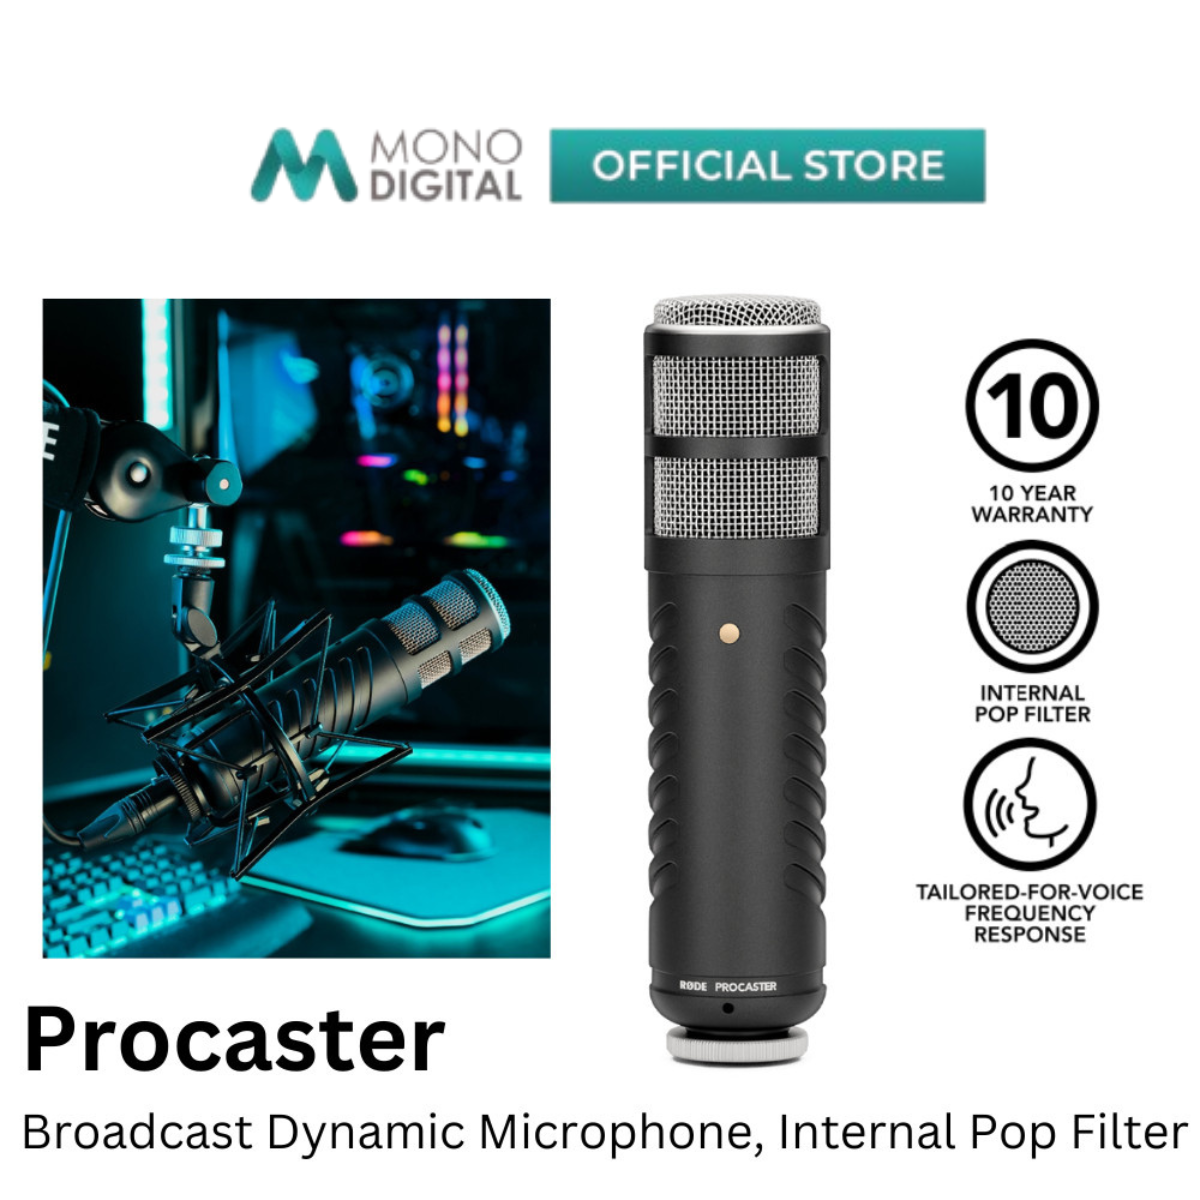 MONO
DIGITAL
OFFICIAL STORE
E
10
10 YEAR
WARRANTY
INTERNAL
POP FILTER
TAILORED-FOR-VOICE
FREQUENCY
RESPONSE
RØDE PROCASTER
Procaster
Broadcast Dynamic Microphone, Internal Pop Filter